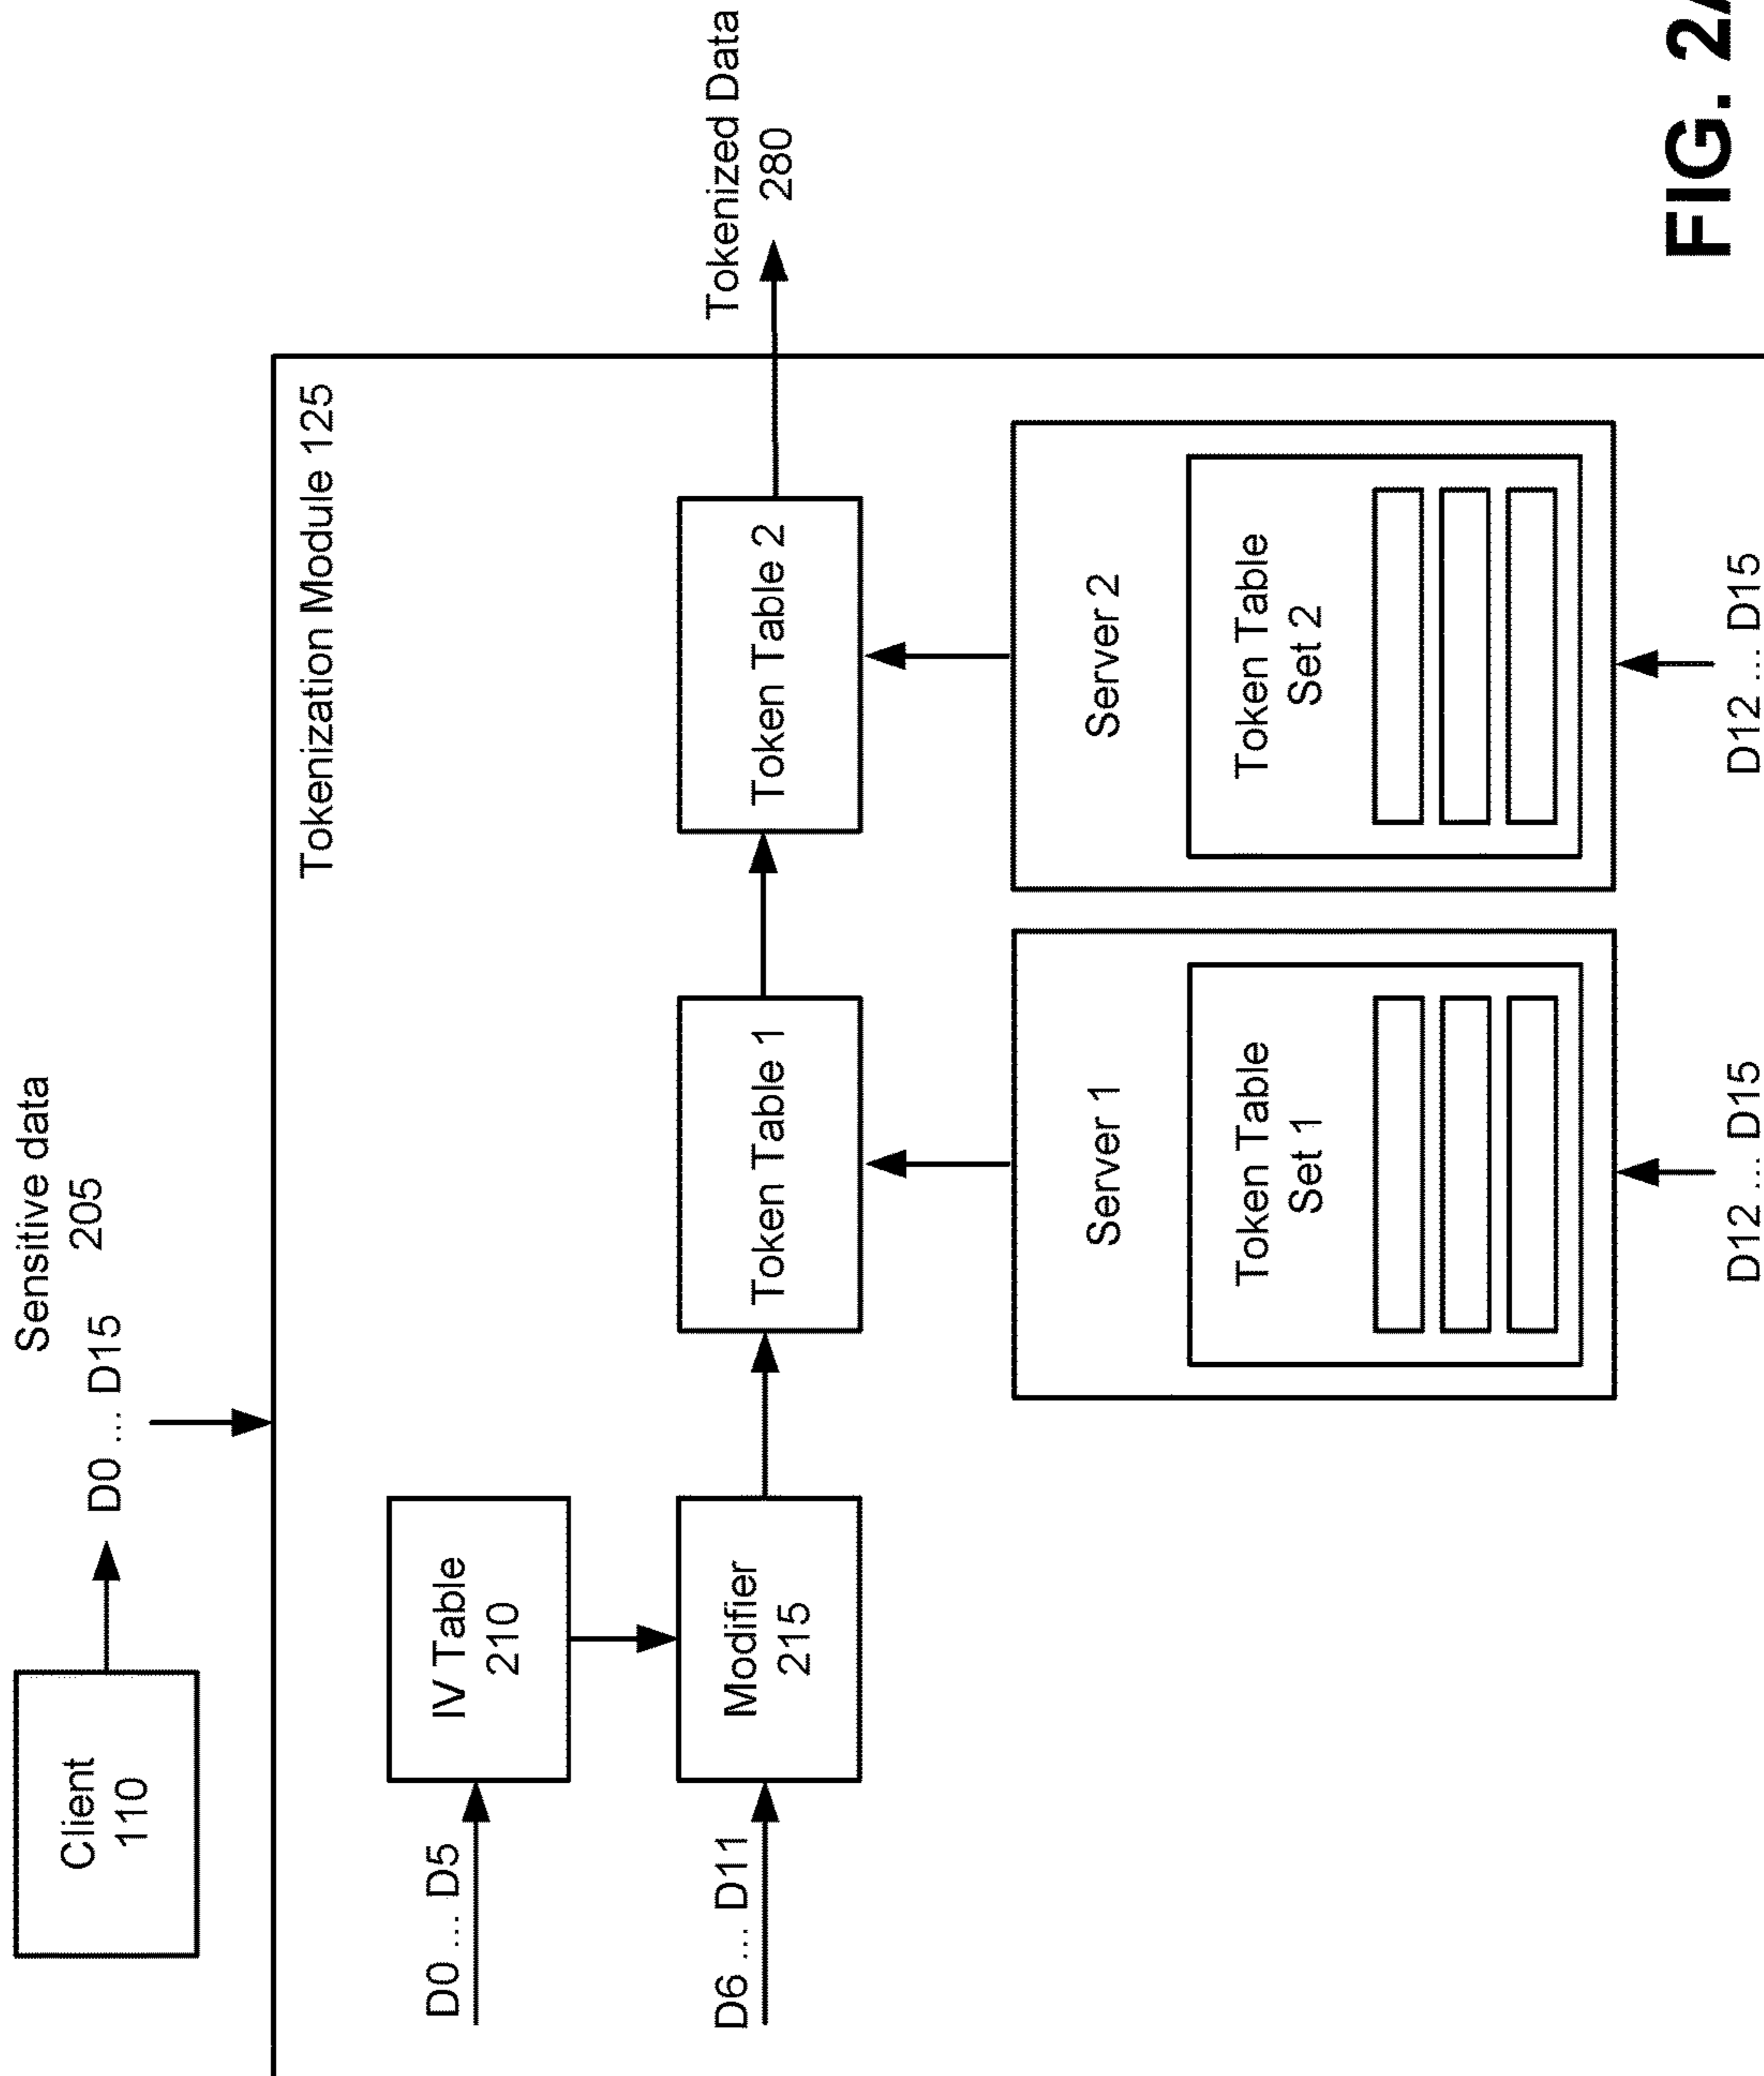 Client
110
D0 ... D15
Sensitive data
205
Tokenization Module 125
D0 ... D5
IV Table
210
D6 ... D11
Modifier
215
Token Table 1
Token Table 2
Tokenized Data
280
Server 1
Token Table
Set 1
D12 ... D15
Server 2
Token Table
Set 2
D12 ... D15
FIG. 2A